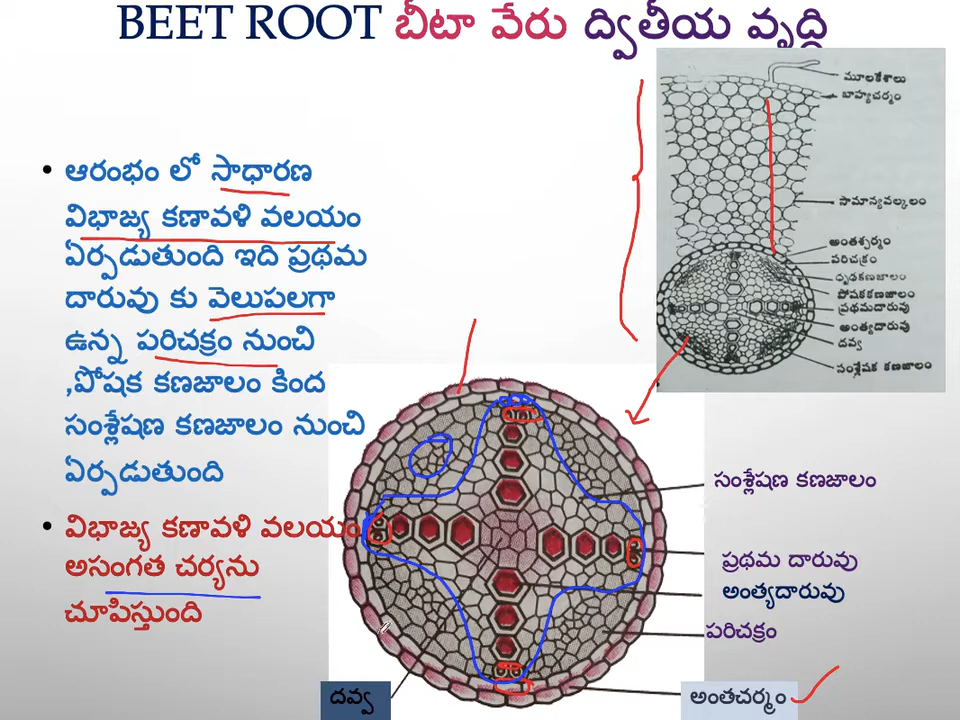 BEET ROOT బీటా వేరు ద్వితీయ వృద్ది
• ఆరంభం లో సాధారణ
విభాజ్య కణావళి వలయం
ఏర్పడుతుంది ఇది ప్రథమ
దారువు కు వెలుపలగా
ఉన్న పరిచక్రం నుంచి
,పోషక కణజాలం కింద
సంశ్లేషణ కణజాలం నుంచి
ఏర్పడుతుంది
• విభాజ్య కణావళి వలయం
అసంగత చర్యను
చూపిస్తుంది
మూలకేశాలు
బాహ్యచర్మం
సామాన్యవల్కలం
అంతశ్చర్మం
పరిచక్రం
దృఢకణజాలం
పోషకకణజాలం
ప్రథమదారువు
అంత్యదారువు
దవ్వ
సంశ్లేషక కణజాలం
సంశ్లేషణ కణజాలం
ప్రథమ దారువు
అంత్యదారువు
పరిచక్రం
దవ్వ
అంతచర్మం